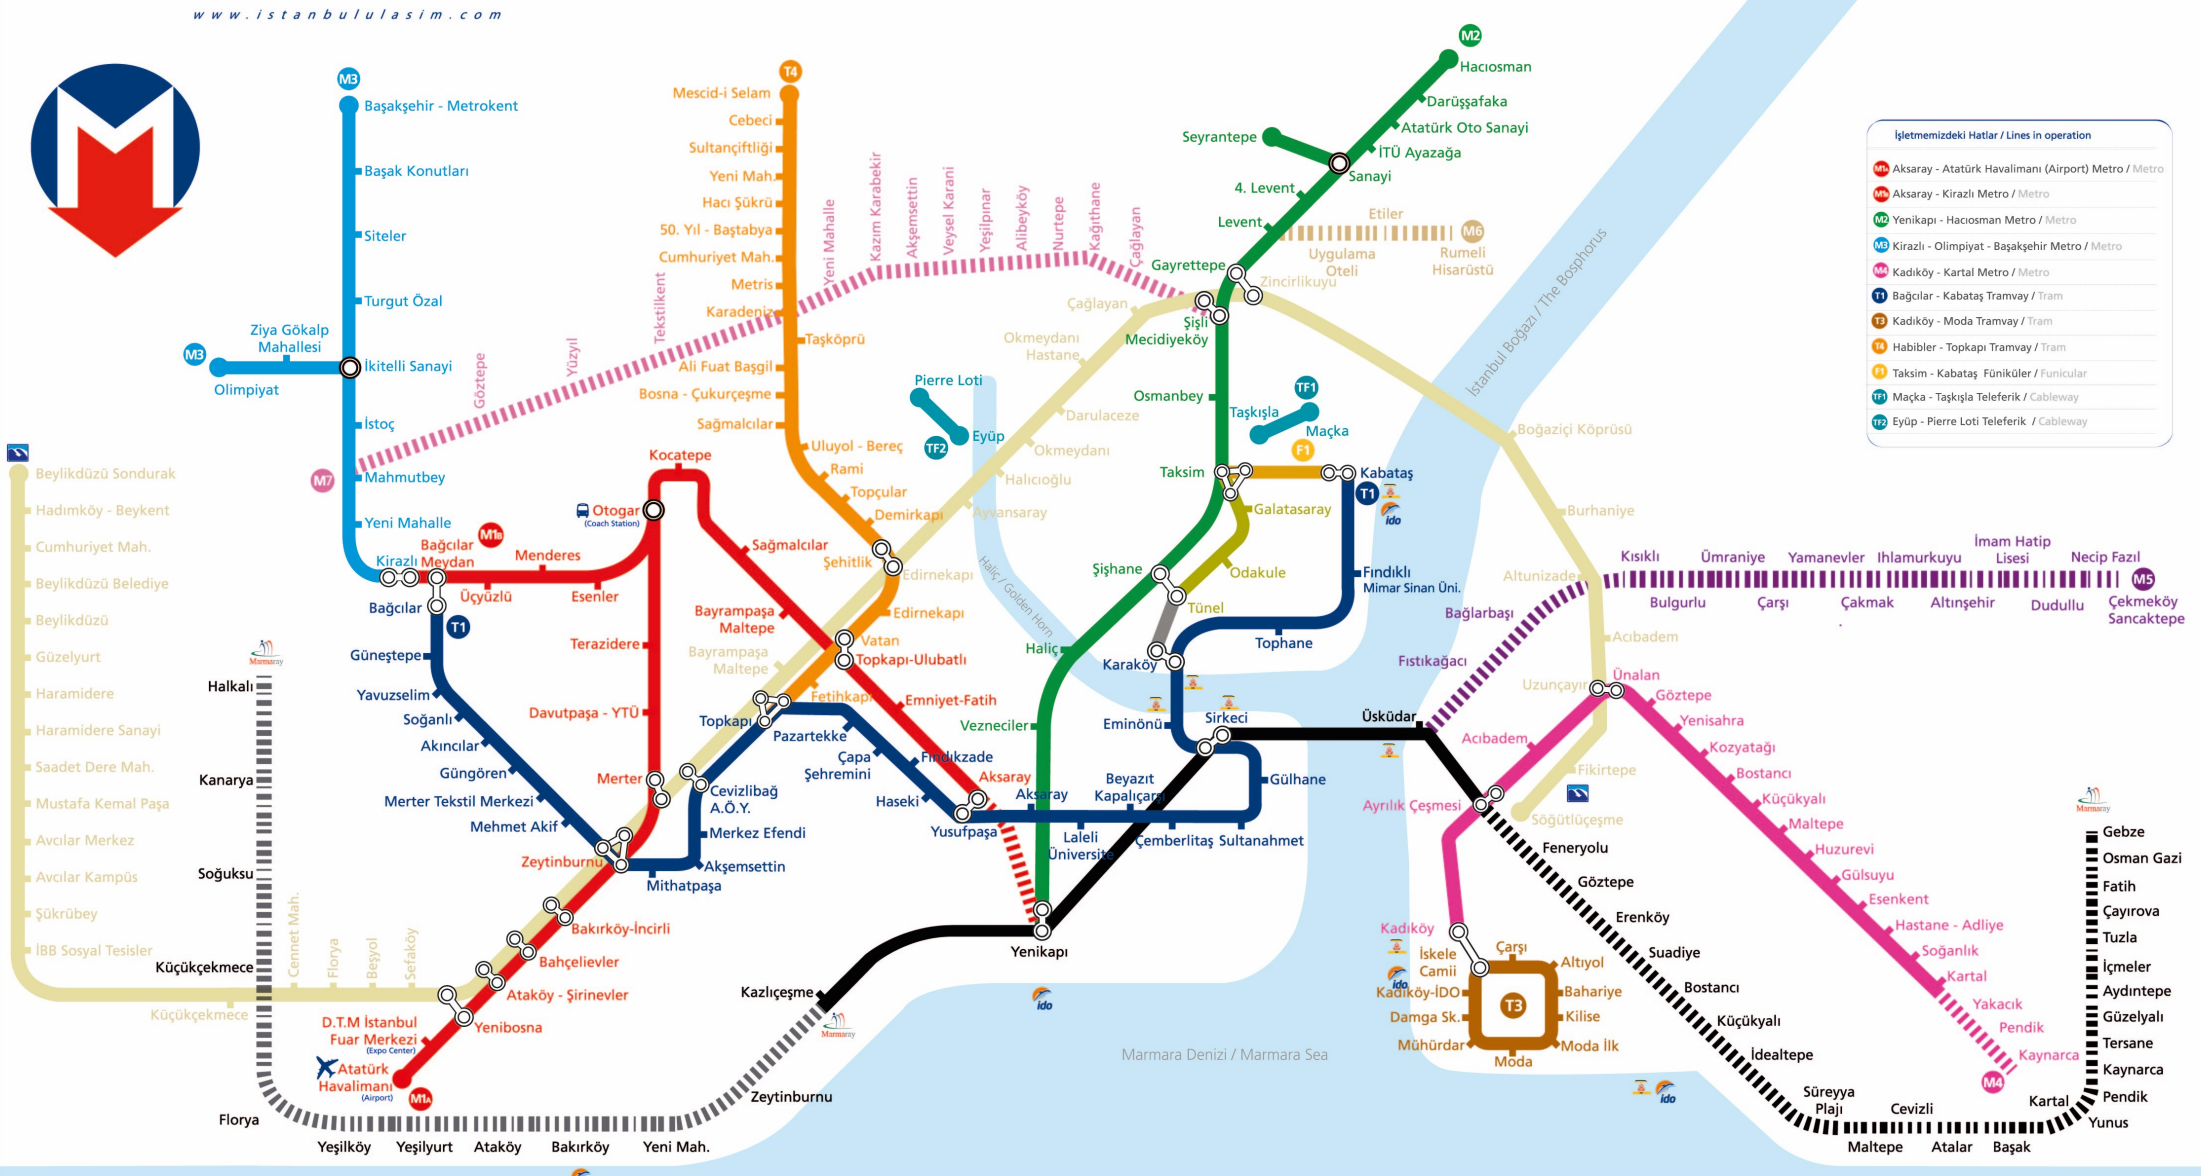 www.istanbululasim.com
M3
Başakşehir - Metrokent
Başak Konutları
Siteler
Turgut Özal
Ziya Gökalp
Mahallesi
M3
Olimpiyat
İkitelli Sanayi
İstoç
M7
Mahmutbey
Yeni Mahalle
Kirazlı
Göztepe
Yüzyıl
Tekstilkent
Yeni Mahalle
Kazım Karabekir
Akşemsettin
Veysel Karani
Yeşilpınar
Alibeyköy
Nurtepe
Kağıthane
Çağlayan
T4
Mescid-i Selam
Cebeci
Sultançiftliği
Yeni Mah.
Hacı Şükrü
50. Yıl - Baştabya
Cumhuriyet Mah.
Metris
Karadeniz
Taşköprü
Ali Fuat Başgil
Bosna - Çukurçeşme
Sağmalcılar
Uluyol - Bereç
Rami
Topçular
Demirkapı
Şehitlik
Edirnekapı
Vatan
Fetihkapı
M2
Hacıosman
Darüşşafaka
Atatürk Oto Sanayi
İTÜ Ayazağa
Seyrantepe
Sanayi
4. Levent
Levent
Gayrettepe
Şişli
Mecidiyeköy
Osmanbey
Taksim
Şişhane
Haliç
Vezneciler
Etiler
M6
Uygulama
Oteli
Rumeli
Hisarüstü
Zincirlikuyu
Çağlayan
Okmeydanı
Hastane
Darulaceze
Okmeydanı
Halıcıoğlu
Ayvansaray
Edirnekapı
Bayrampaşa
Maltepe
Boğaziçi Köprüsü
Burhaniye
Altunizade
Acıbadem
Uzunçayır
Fikirtepe
Söğütlüçeşme
Pierre Loti
TF2
Eyüp
TF1
Taşkışla
Maçka
F1
Kabataş
T1
ido
Galatasaray
Odakule
Tünel
Fındıklı
Mimar Sinan Üni.
Tophane
Karaköy
Eminönü
Sirkeci
Gülhane
Sultanahmet
Çemberlitaş
Beyazıt
Kapalıçarşı
Laleli
Üniversite
Aksaray
Yusufpaşa
Haseki
Fındıkzade
Çapa
Şehremini
Pazartekke
Topkapı
Cevizlibağ
A.Ö.Y.
Merkez Efendi
Akşemsettin
Mithatpaşa
Zeytinburnu
Mehmet Akif
Merter Tekstil Merkezi
Güngören
Akıncılar
Soğanlı
Yavuzselim
Güneştepe
T1
Bağcılar
M1B
Bağcılar
Meydan
Üçyüzlü
Menderes
Esenler
Otogar
(Coach Station)
Kocatepe
Sağmalcılar
Bayrampaşa
Maltepe
Topkapı-Ulubatlı
Emniyet-Fatih
Aksaray
Terazidere
Davutpaşa - YTÜ
Merter
Bakırköy-İncirli
Bahçelievler
Ataköy - Şirinevler
Yenibosna
D.T.M İstanbul
Fuar Merkezi
(Expo Center)
Atatürk
Havalimanı
(Airport)
M1A
Beylikdüzü Sondurak
Hadımköy - Beykent
Cumhuriyet Mah.
Beylikdüzü Belediye
Beylikdüzü
Güzelyurt
Haramidere
Haramidere Sanayi
Saadet Dere Mah.
Mustafa Kemal Paşa
Avcılar Merkez
Avcılar Kampüs
Şükrübey
İBB Sosyal Tesisler
Küçükçekmece
Cennet Mah.
Florya
Beşyol
Sefaköy
Marmaray
Halkalı
Kanarya
Soğuksu
Küçükçekmece
Florya
Yeşilköy
Yeşilyurt
Ataköy
Bakırköy
Yeni Mah.
Zeytinburnu
Kazlıçeşme
Marmaray
Yenikapı
ido
Üsküdar
Haliç / Golden Horn
İstanbul Boğazı / The Bosphorus
Marmara Denizi / Marmara Sea
Fıstıkağacı
Bağlarbaşı
Kısıklı
Bulgurlu
Ümraniye
Çarşı
Yamanevler
Çakmak
Ihlamurkuyu
Altınşehir
İmam Hatip
Lisesi
Dudullu
Necip Fazıl
M5
Çekmeköy
Sancaktepe
Ünalan
Göztepe
Yenisahra
Kozyatağı
Bostancı
Küçükyalı
Maltepe
Huzurevi
Gülsuyu
Esenkent
Hastane - Adliye
Soğanlık
Kartal
Yakacık
Pendik
Kaynarca
M4
Acıbadem
Ayrılık Çeşmesi
Kadıköy
ido
İskele
Camii
Çarşı
Altıyol
Kadıköy-İDO
T3
Bahariye
Damga Sk.
Kilise
Mühürdar
Moda
Moda İlk
ido
Feneryolu
Göztepe
Erenköy
Suadiye
Bostancı
Küçükyalı
İdealtepe
Süreyya
Plajı
Maltepe
Cevizli
Atalar
Başak
Kartal
Yunus
Pendik
Kaynarca
Tersane
Güzelyalı
Aydıntepe
İçmeler
Tuzla
Çayırova
Fatih
Osman Gazi
Gebze
Marmaray
İşletmemizdeki Hatlar / Lines in operation
M1A Aksaray - Atatürk Havalimanı (Airport) Metro / Metro
M1B Aksaray - Kirazlı Metro / Metro
M2 Yenikapı - Hacıosman Metro / Metro
M3 Kirazlı - Olimpiyat - Başakşehir Metro / Metro
M4 Kadıköy - Kartal Metro / Metro
T1 Bağcılar - Kabataş Tramvay / Tram
T3 Kadıköy - Moda Tramvay / Tram
T4 Habibler - Topkapı Tramvay / Tram
F1 Taksim - Kabataş Füniküler / Funicular
TF1 Maçka - Taşkışla Teleferik / Cableway
TF2 Eyüp - Pierre Loti Teleferik / Cableway